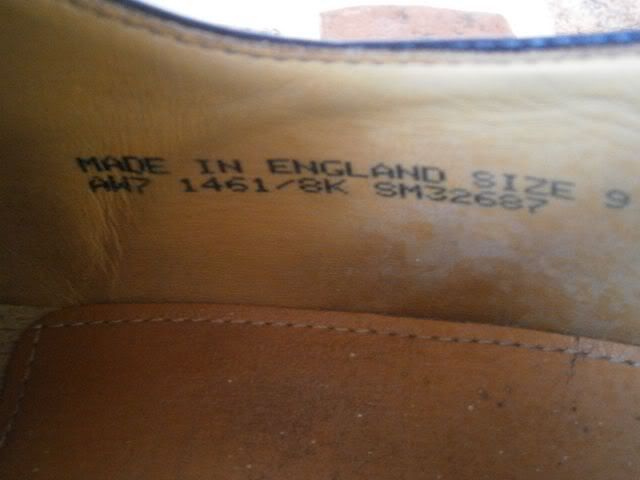 MADE IN ENGLAND SIZE 9
AW7 1461/8K SM32687